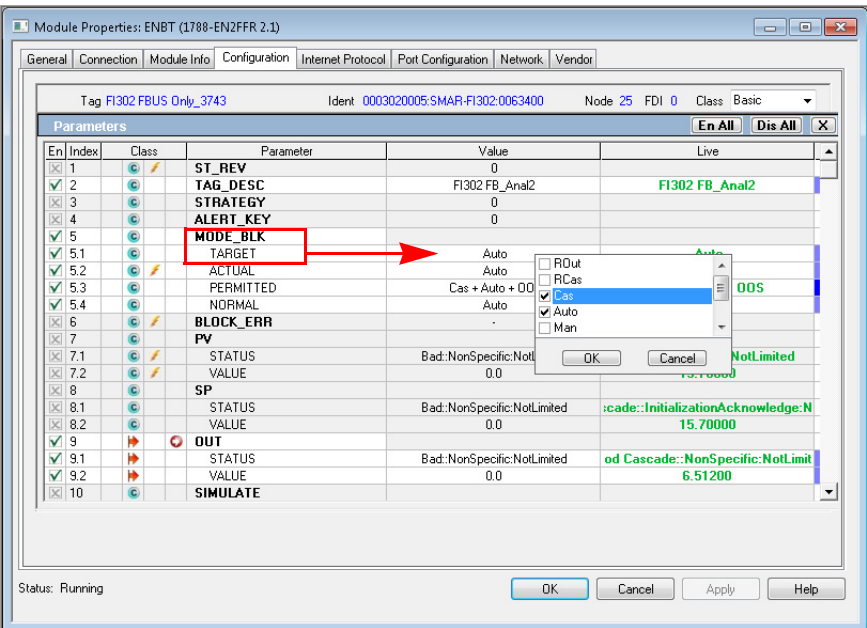 Module Properties: ENBT (1788-EN2FFR 2.1)
General Connection Module Info Configuration Internet Protocol Port Configuration Network Vendor
Tag FI302 FBUS Only_3743 Ident 0003020005:SMAR-FI302:0063400 Node 25 FDI 0 Class Basic
Parameters En All Dis All X
En Index Class Parameter Value Live
1 C ST_REV 0
2 C TAG_DESC FI302 FB_Anal2 FI302 FB_Anal2
3 C STRATEGY 0
4 C ALERT_KEY 0
5 C MODE_BLK
5.1 C TARGET Auto Auto
5.2 C ACTUAL Auto
5.3 C PERMITTED Cas + Auto + OO OOS
5.4 C NORMAL Auto
ROut
RCas
Cas
Auto
Man
OK Cancel
6 C BLOCK_ERR -
7 C PV
7.1 C STATUS Bad::NonSpecific:NotL NotLimited
7.2 C VALUE 0.0
8 C SP
8.1 C STATUS Bad::NonSpecific:NotLimited :cade::InitializationAcknowledge:N
8.2 C VALUE 0.0 15.70000
9 OUT
9.1 STATUS Bad::NonSpecific:NotLimited od Cascade::NonSpecific:NotLimit
9.2 VALUE 0.0 6.51200
10 C SIMULATE
Status: Running OK Cancel Apply Help